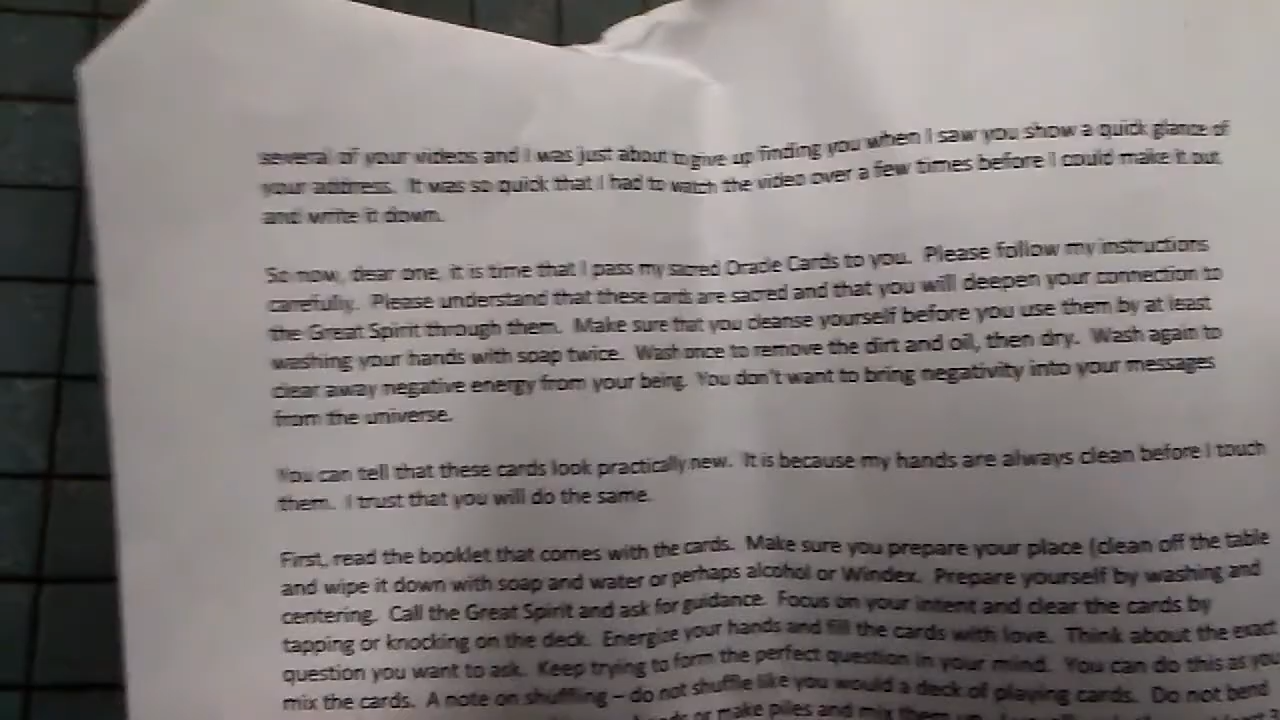 several of your videos and I was just about to give up finding you when I saw you show a quick glance of
your address. It was so quick that I had to watch the video over a few times before I could make it out
and write it down.
So now, dear one, it is time that I pass my sacred Oracle Cards to you. Please follow my instructions
carefully. Please understand that these cards are sacred and that you will deepen your connection to
the Great Spirit through them. Make sure that you cleanse yourself before you use them by at least
washing your hands with soap twice. Wash once to remove the dirt and oil, then dry. Wash again to
clear away negative energy from your being. You don't want to bring negativity into your messages
from the universe.
You can tell that these cards look practically new. It is because my hands are always clean before I touch
them. I trust that you will do the same.
First, read the booklet that comes with the cards. Make sure you prepare your place (clean off the table
and wipe it down with soap and water or perhaps alcohol or Windex. Prepare yourself by washing and
centering. Call the Great Spirit and ask for guidance. Focus on your intent and clear the cards by
tapping or knocking on the deck. Energize your hands and fill the cards with love. Think about the exact
question you want to ask. Keep trying to form the perfect question in your mind. You can do this as you
mix the cards. A note on shuffling – do not shuffle like you would a deck of playing cards. Do not bend
or make piles and mix them up.